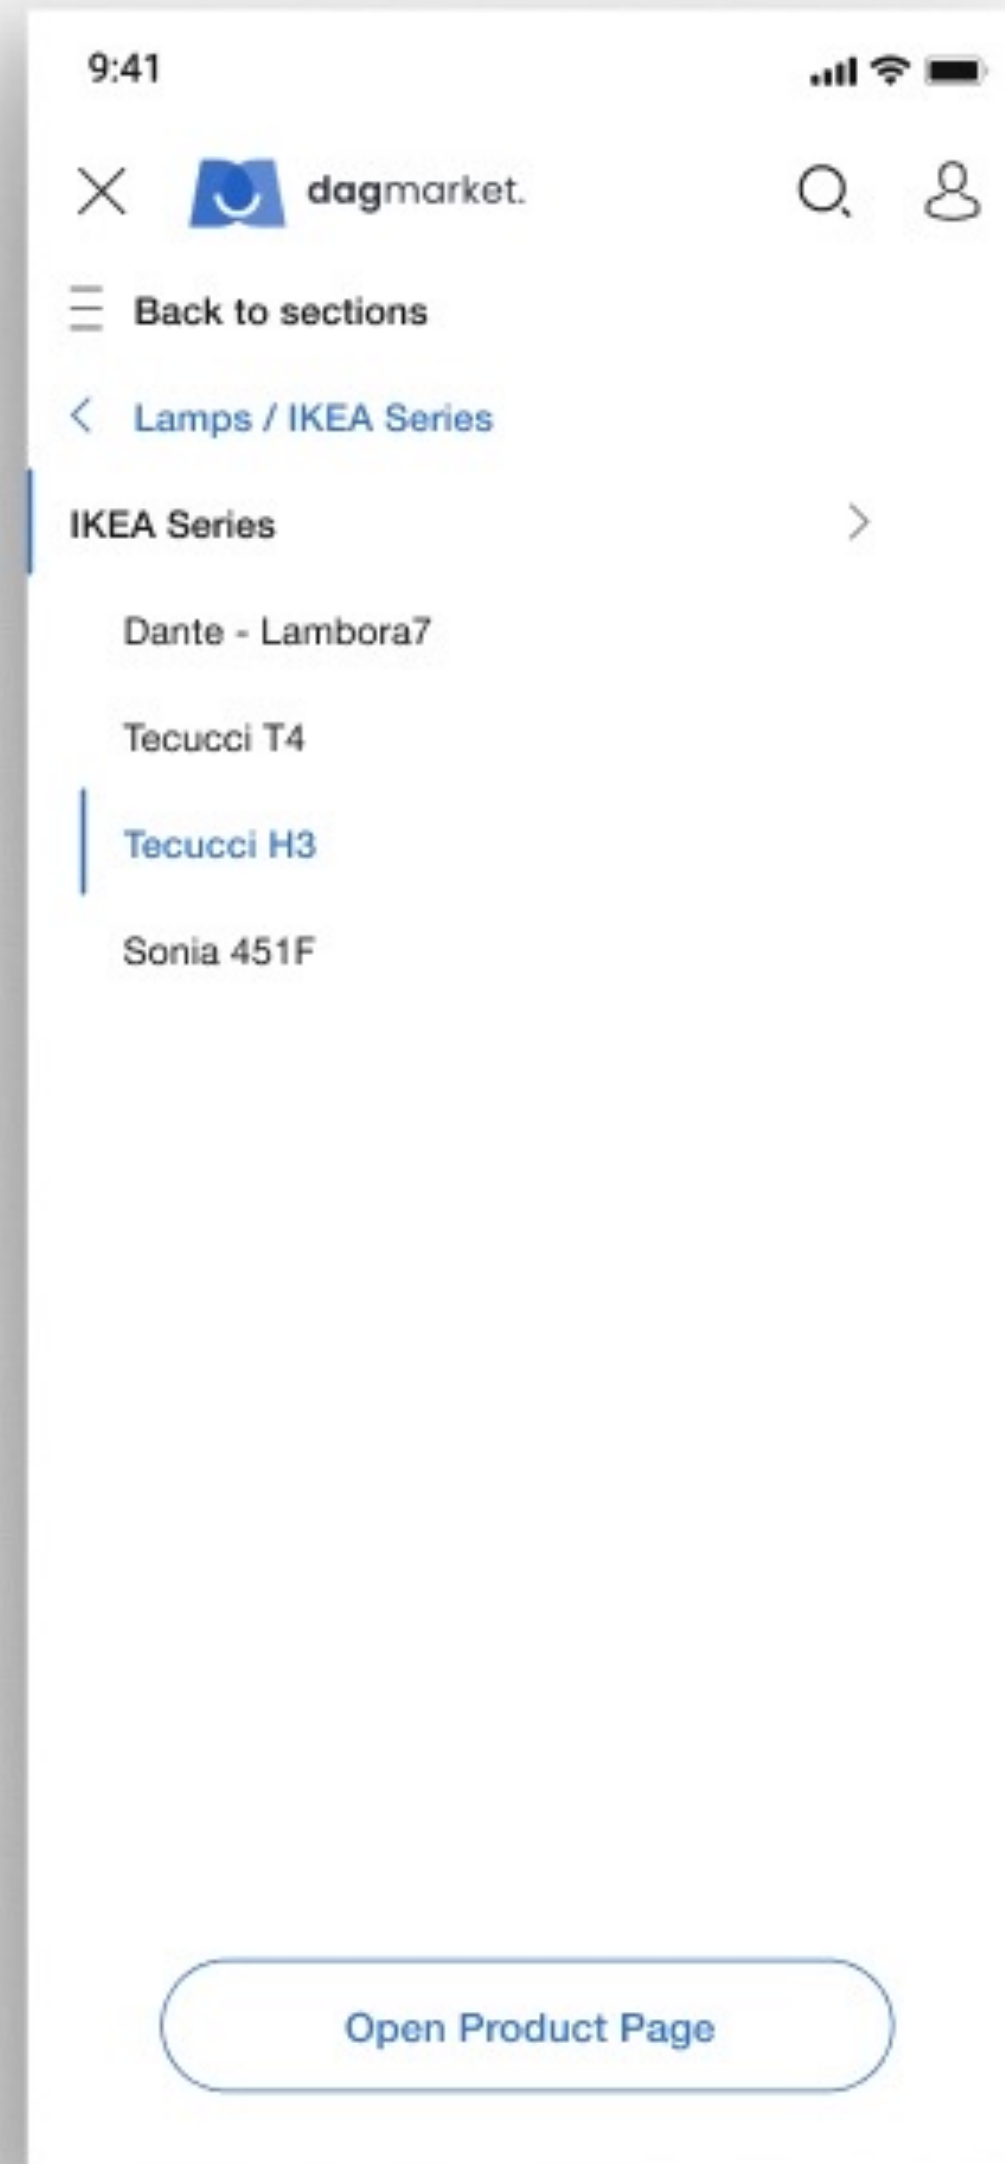 9:41
dagmarket.
Back to sections
Lamps / IKEA Series
IKEA Series
Dante - Lambora7
Tecucci T4
Tecucci H3
Sonia 451F
Open Product Page